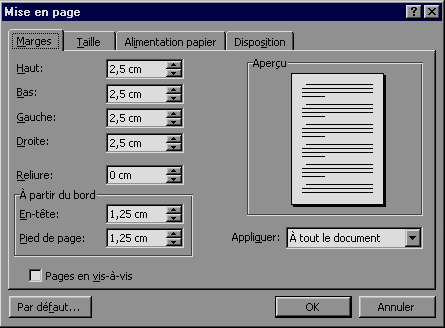 Mise en page
Marges Taille Alimentation papier Disposition
Haut: 2,5 cm
Bas: 2,5 cm
Gauche: 2,5 cm
Droite: 2,5 cm
Reliure: 0 cm
À partir du bord
En-tête: 1,25 cm
Pied de page: 1,25 cm
Pages en vis-à-vis
Aperçu
Appliquer: À tout le document
Par défaut... OK Annuler